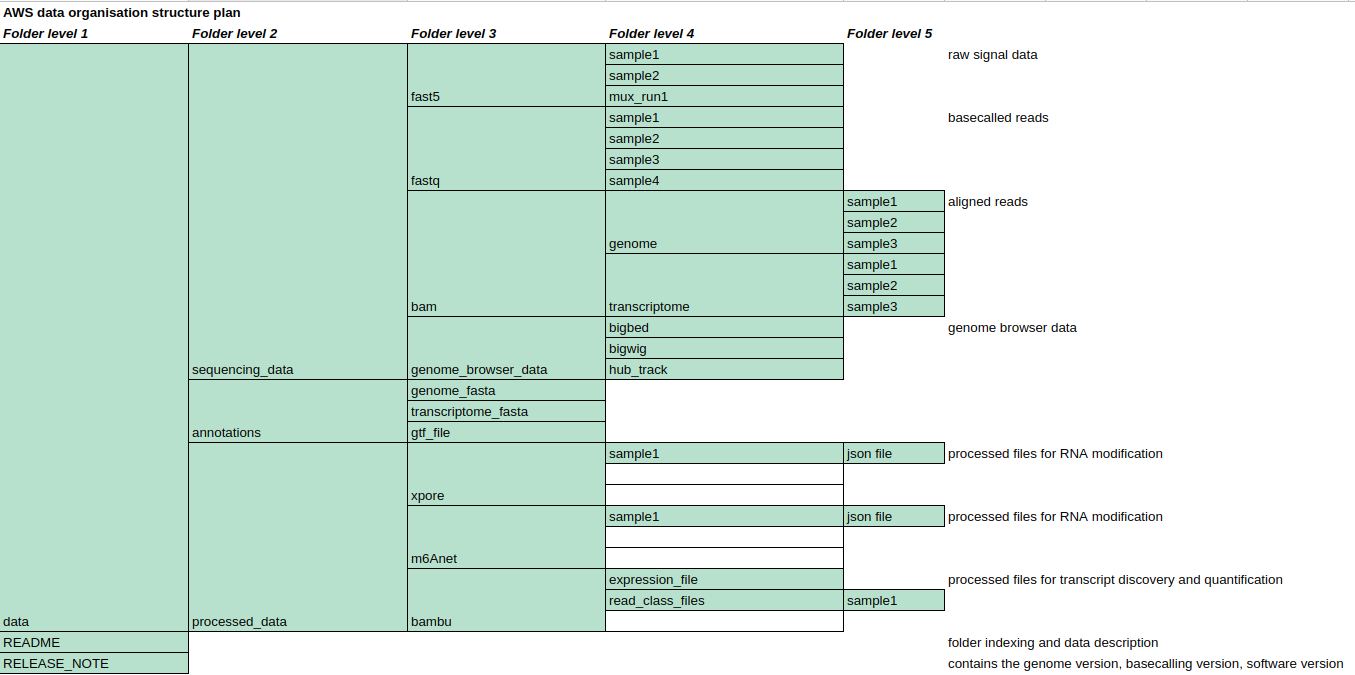 AWS data organisation structure plan
Folder level 1 Folder level 2 Folder level 3 Folder level 4 Folder level 5
sample1 raw signal data
sample2
fast5 mux_run1
sample1 basecalled reads
sample2
sample3
fastq sample4
sample1 aligned reads
sample2
genome sample3
sample1
sample2
bam transcriptome sample3
bigbed genome browser data
bigwig
sequencing_data genome_browser_data hub_track
genome_fasta
transcriptome_fasta
annotations gtf_file
sample1 json file processed files for RNA modification
xpore
sample1 json file processed files for RNA modification
m6Anet
expression_file processed files for transcript discovery and quantification
read_class_files sample1
data processed_data bambu
README folder indexing and data description
RELEASE_NOTE contains the genome version, basecalling version, software version